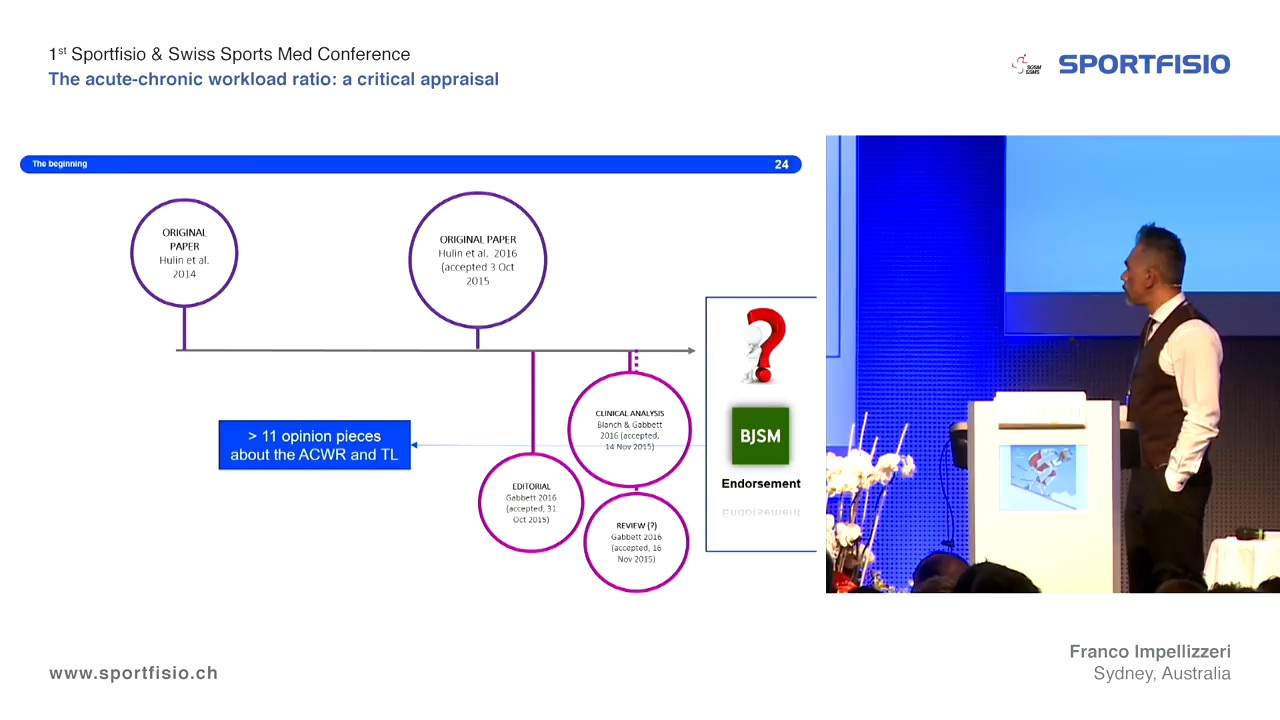 1st Sportfisio & Swiss Sports Med Conference
The acute-chronic workload ratio: a critical appraisal
SGSM
SSMS
SPORTFISIO
The beginning
24
ORIGINAL
PAPER
Hulin et al.
2014
ORIGINAL PAPER
Hulin et al. 2016
(accepted 3 Oct
2015
> 11 opinion pieces
about the ACWR and TL
CLINICAL ANALYSIS
Blanch & Gabbett
2016 (accepted,
14 Nov 2015)
EDITORIAL
Gabbett 2016
(accepted, 31
Oct 2015)
REVIEW (?)
Gabbett 2016
(accepted, 16
Nov 2015)
BJSM
Endorsement
www.sportfisio.ch
Franco Impellizzeri
Sydney, Australia